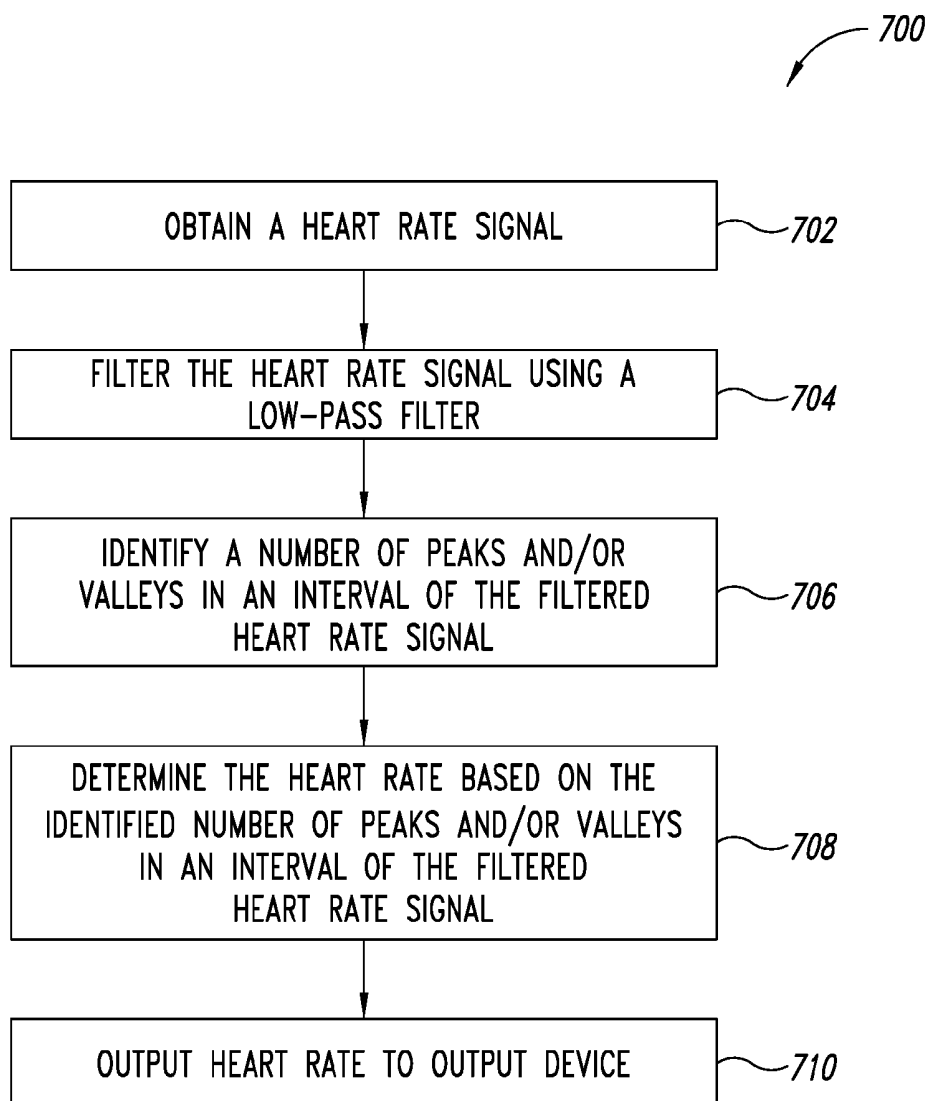 700
OBTAIN A HEART RATE SIGNAL
702
FILTER THE HEART RATE SIGNAL USING A
LOW-PASS FILTER
704
IDENTIFY A NUMBER OF PEAKS AND/OR
VALLEYS IN AN INTERVAL OF THE FILTERED
HEART RATE SIGNAL
706
DETERMINE THE HEART RATE BASED ON THE
IDENTIFIED NUMBER OF PEAKS AND/OR VALLEYS
IN AN INTERVAL OF THE FILTERED
HEART RATE SIGNAL
708
OUTPUT HEART RATE TO OUTPUT DEVICE
710